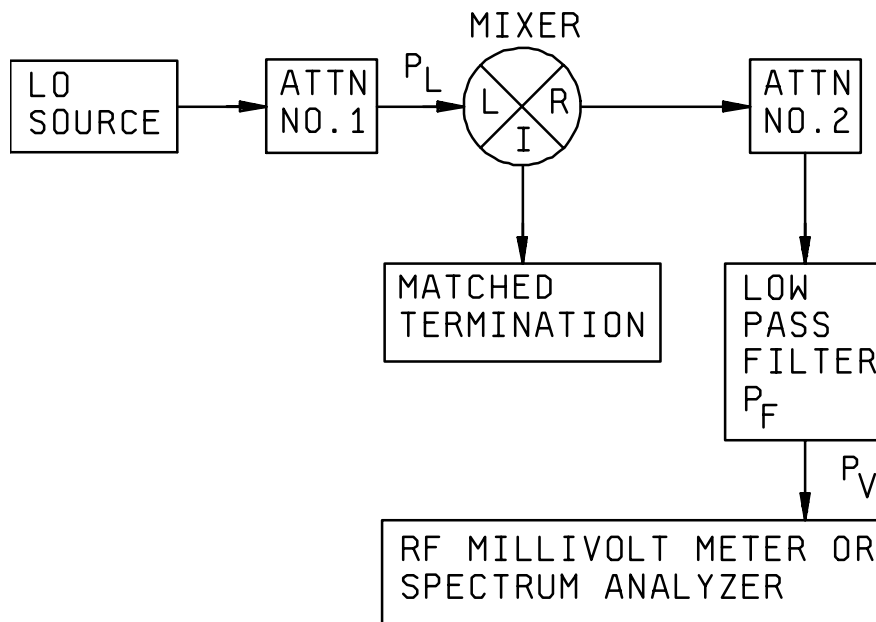 MIXER
LO
SOURCE
ATTN
NO.1
P_L
L
R
I
ATTN
NO.2
MATCHED
TERMINATION
LOW
PASS
FILTER
P_F
P_V
RF MILLIVOLT METER OR
SPECTRUM ANALYZER